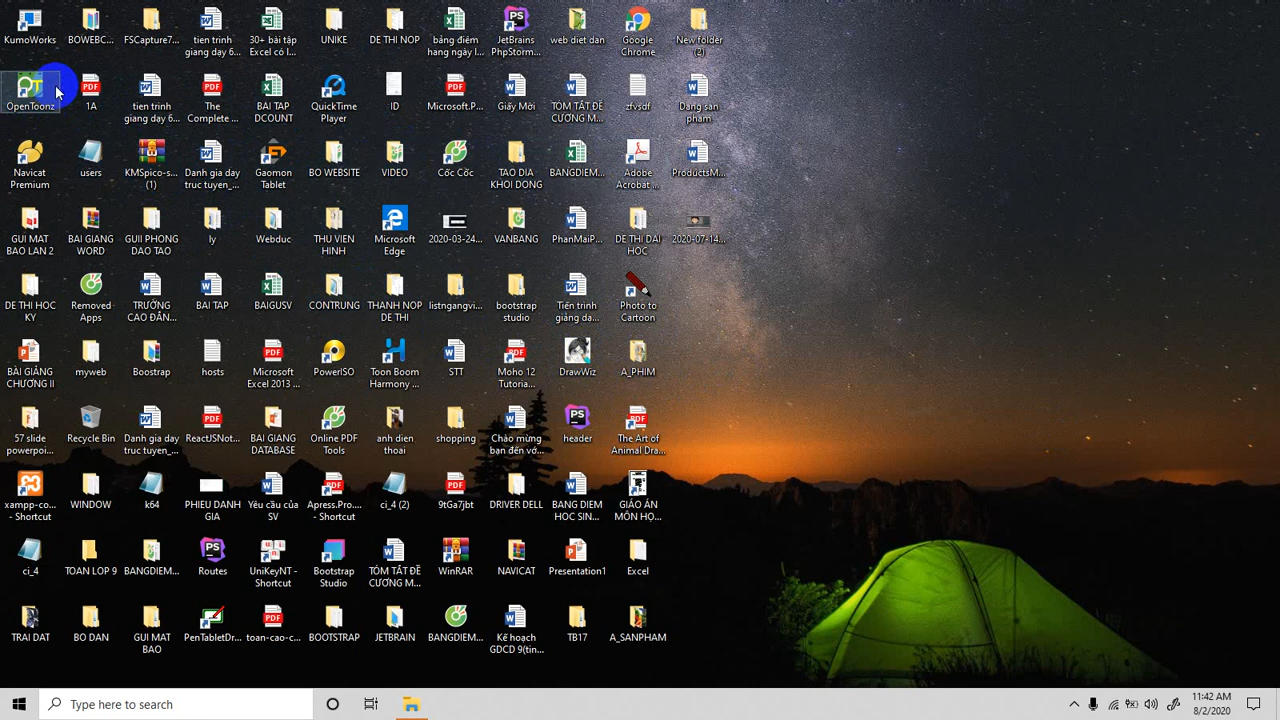 KumoWorks
BOWEBC...
FSCapture7...
tien trinh
giang day 6...
30+ bài tập
Excel có l...
UNIKE
DE THI NOP
bảng điểm
hang ngày l...
JetBrains
PhpStorm...
web diet dan
Google
Chrome
New folder
(2)
OpenToonz
1A
tien trinh
giang day 6...
The
Complete ...
BAI TAP
DCOUNT
QuickTime
Player
ID
Microsoft.P...
Giấy Mời
TÓM TẮT ĐỀ
CƯƠNG M...
zfvsdf
Dang san
pham
Navicat
Premium
users
KMSpico-s...
(1)
Danh gia day
truc tuyen_...
Gaomon
Tablet
BO WEBSITE
VIDEO
Cốc Cốc
TAO DIA
KHOI DONG
BANGDIEM...
Adobe
Acrobat ...
ProductsM...
GUI MAT
BAO LAN 2
BAI GIANG
WORD
GUII PHONG
DAO TAO
ly
Webduc
THU VIEN
HINH
Microsoft
Edge
2020-03-24...
VANBANG
PhanMaiP...
DE THI DAI
HOC
2020-07-14...
DE THI HOC
KY
Removed
Apps
TRƯỜNG
CAO ĐẲN...
BAI TAP
BAIGUSV
CONTRUNG
THANH NOP
DE THI
listngangvi...
bootstrap
studio
Tiến trình
giảng dạ...
Photo to
Cartoon
BÀI GIẢNG
CHƯƠNG II
myweb
Boostrap
hosts
Microsoft
Excel 2013 ...
PowerISO
Toon Boom
Harmony ...
STT
Moho 12
Tutoria...
DrawWiz
A_PHIM
57 slide
powerpoi...
Recycle Bin
Danh gia day
truc tuyen_...
ReactJSNot...
BAI GIANG
DATABASE
Online PDF
Tools
anh dien
thoai
shopping
Chào mừng
bạn đến vớ...
header
The Art of
Animal Dra...
xampp-co...
- Shortcut
WINDOW
k64
PHIEU DANH
GIA
Yêu cầu của
SV
Apress.Pro...
- Shortcut
ci_4 (2)
9tGa7jbt
DRIVER DELL
BANG DIEM
HOC SIN...
GIÁO ÁN
MÔN HỌ...
ci_4
TOAN LOP 9
BANGDIEM...
Routes
UniKeyNT -
Shortcut
Bootstrap
Studio
TÓM TẮT ĐỀ
CƯƠNG M...
WinRAR
NAVICAT
Presentation1
Excel
TRAI DAT
BO DAN
GUI MAT
BAO
PenTabletDr...
toan-cao-c...
BOOTSTRAP
JETBRAIN
BANGDIEM...
Kế hoạch
GDCD 9(tin...
TB17
A_SANPHAM
Type here to search
11:42 AM
8/2/2020